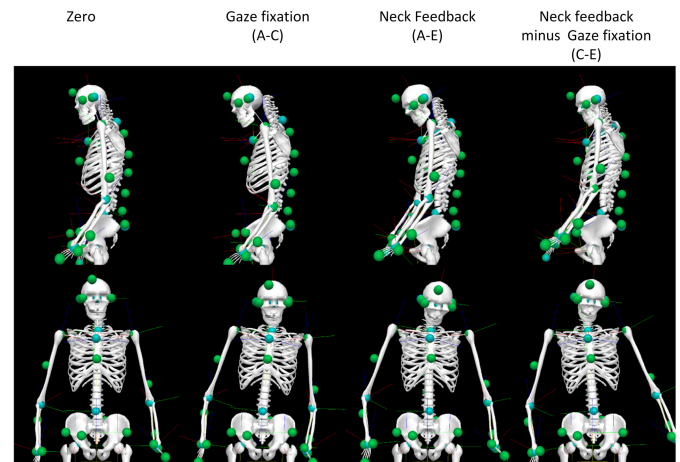 Zero
Gaze fixation
(A-C)
Neck Feedback
(A-E)
Neck feedback
minus Gaze fixation
(C-E)